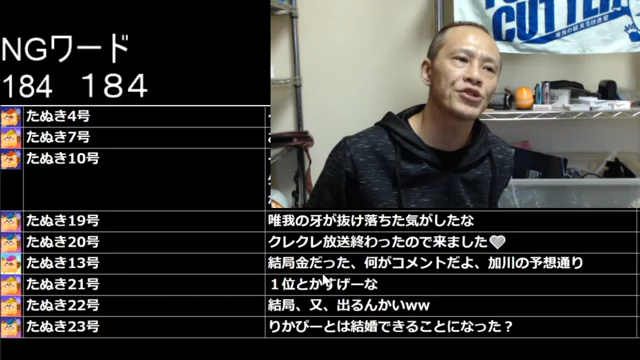 NGワード
184 １８４
CUTTER
たぬき4号
たぬき7号
たぬき10号
たぬき19号 唯我の牙が抜け落ちた気がしたな
たぬき20号 クレクレ放送終わったので来ました🤍
たぬき13号 結局金だった、何がコメントだよ、加川の予想通り
たぬき21号 １位とかすげーな
たぬき22号 結局、又、出るんかいww
たぬき23号 りかぴーとは結婚できることになった？